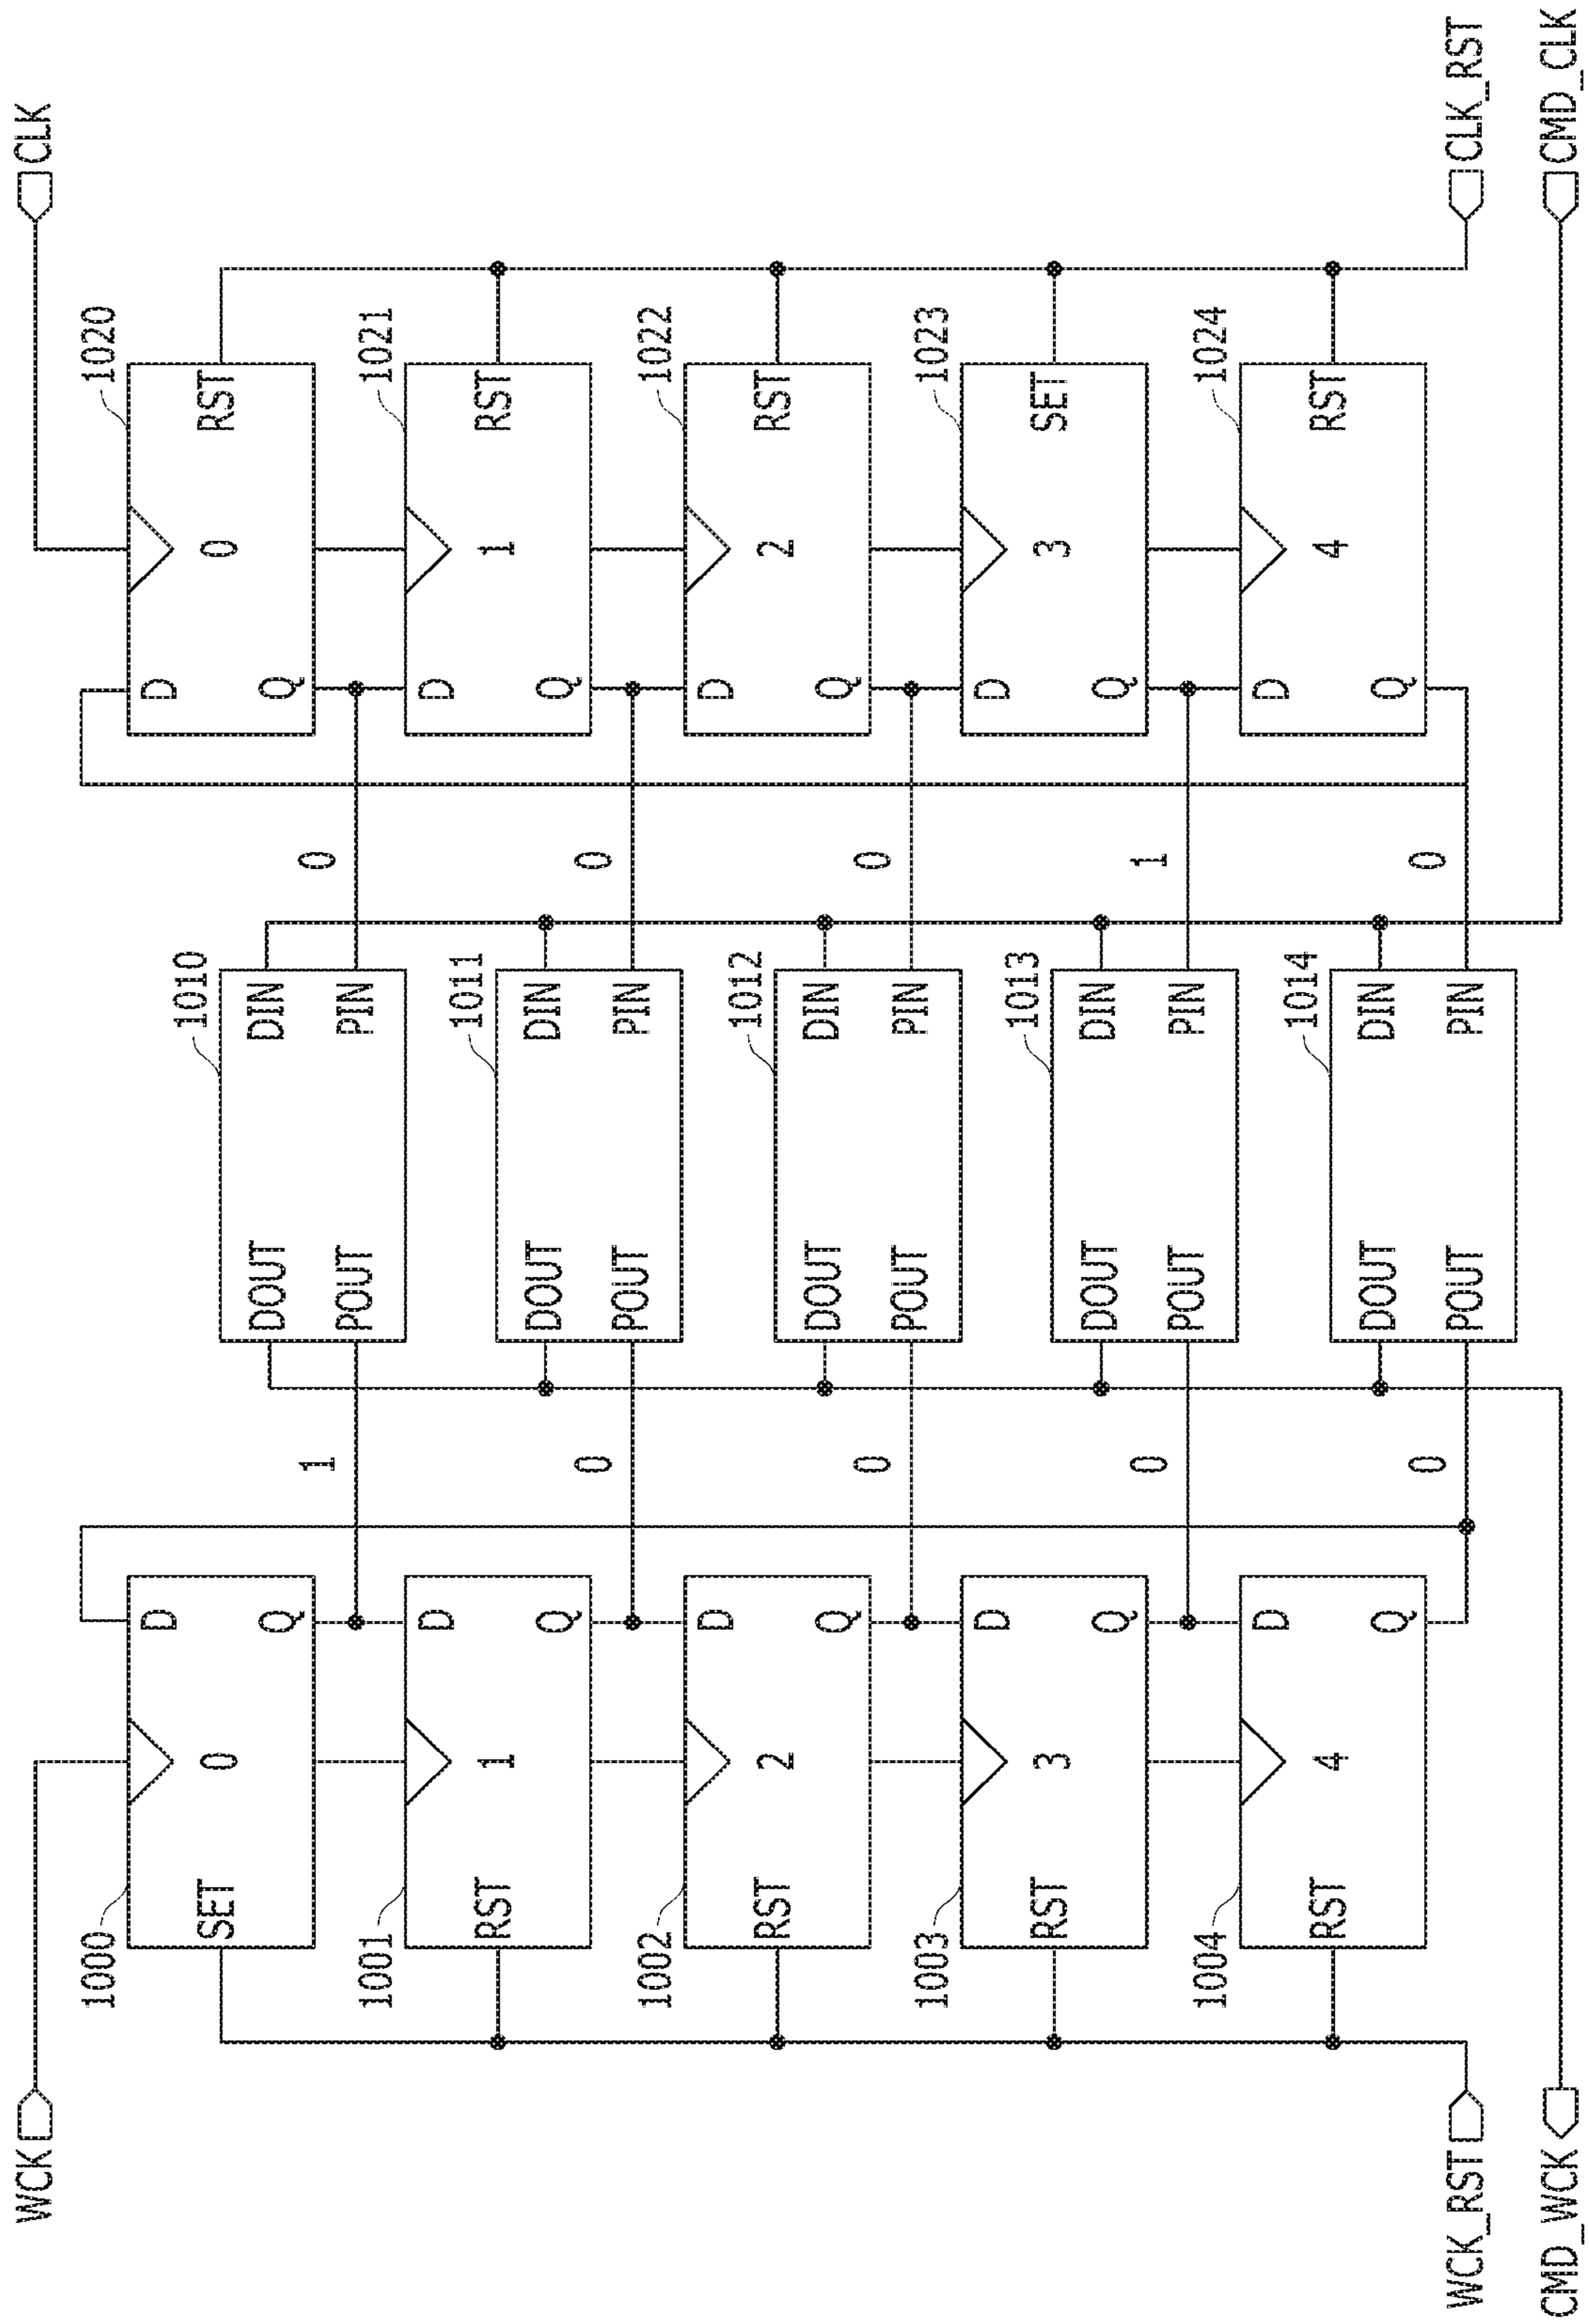 WCK
CLK
1000
1020
D
D
1010
SET
0
0
RST
DOUT
DIN
Q
Q
1
0
POUT
PIN
1001
1021
D
D
1011
RST
1
1
RST
DOUT
DIN
Q
Q
0
0
POUT
PIN
1002
1022
D
D
1012
RST
2
2
RST
DOUT
DIN
Q
Q
0
0
POUT
PIN
1003
1023
D
D
1013
RST
3
3
SET
DOUT
DIN
Q
Q
0
1
POUT
PIN
1004
1024
D
D
1014
RST
4
4
RST
DOUT
DIN
Q
Q
0
0
POUT
PIN
WCK_RST
CLK_RST
CMD_WCK
CMD_CLK